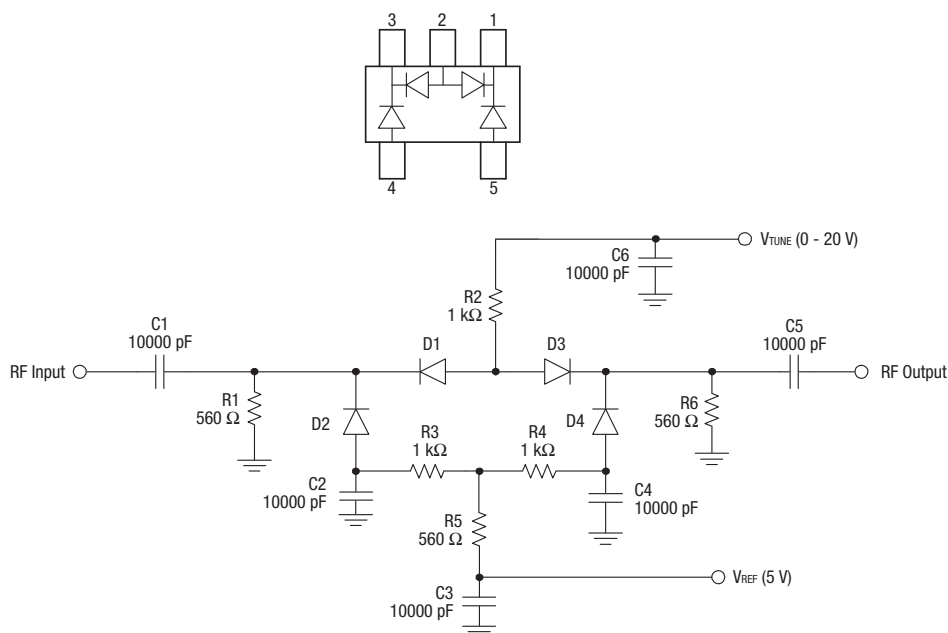 3 2 1
4 5
VTUNE (0 - 20 V)
C6
10000 pF
R2
1 kΩ
C1
10000 pF
D1
D3
C5
10000 pF
RF Input
RF Output
R1
560 Ω
D2
R3
1 kΩ
R4
1 kΩ
D4
R6
560 Ω
C2
10000 pF
C4
10000 pF
R5
560 Ω
VREF (5 V)
C3
10000 pF